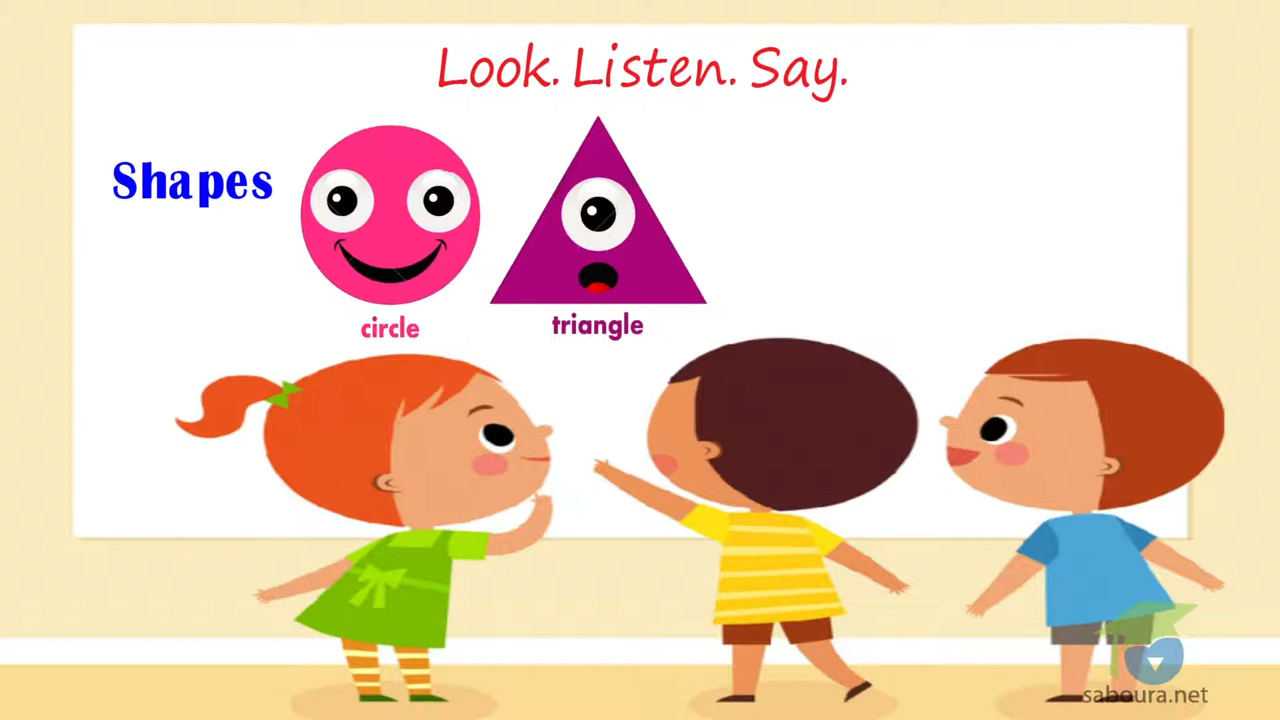 Look. Listen. Say.
Shapes
circle
triangle
saboura.net